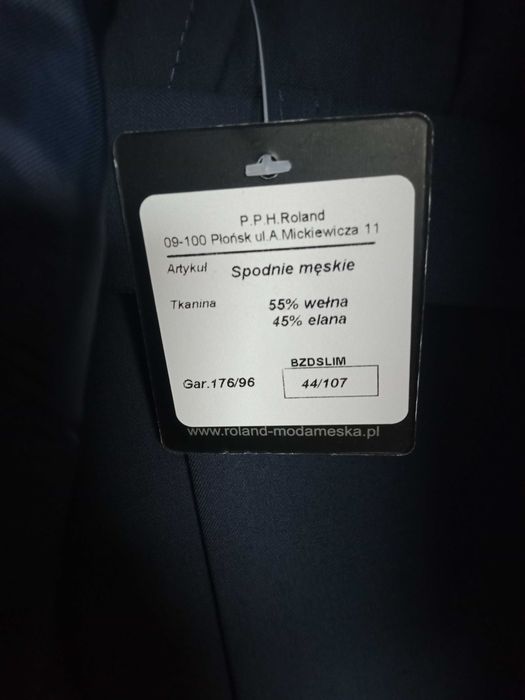 P.P.H.Roland
09-100 Płońsk ul.A.Mickiewicza 11
Artykuł Spodnie męskie
Tkanina 55% wełna
45% elana
BZDSLIM
Gar.176/96 44/107
www.roland-modameska.pl